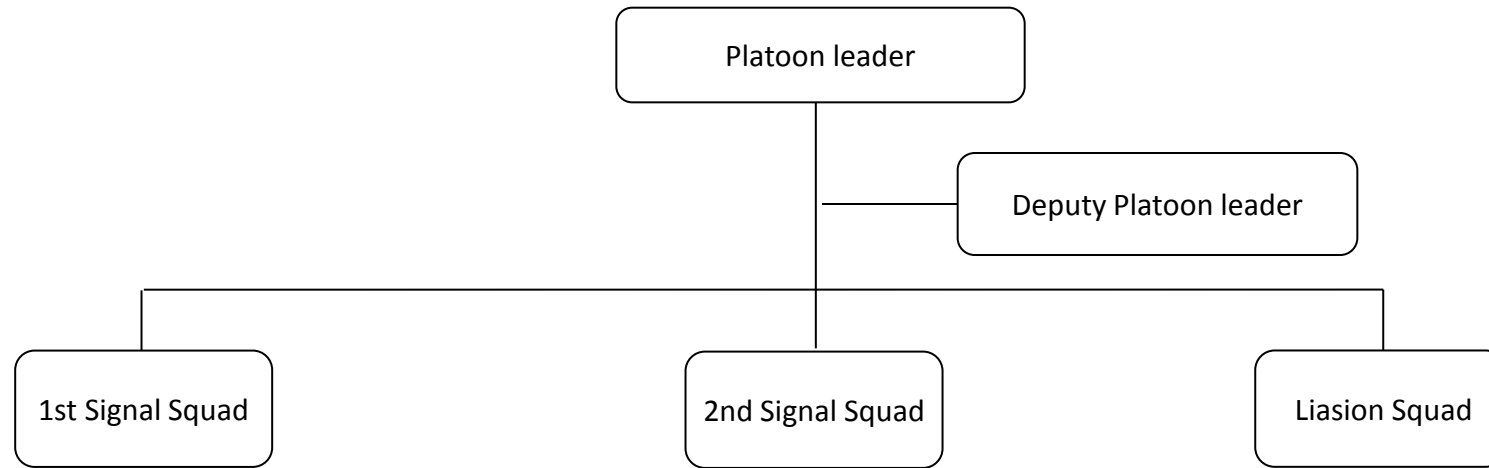 Platoon leader
Deputy Platoon leader
1st Signal Squad
2nd Signal Squad
Liasion Squad